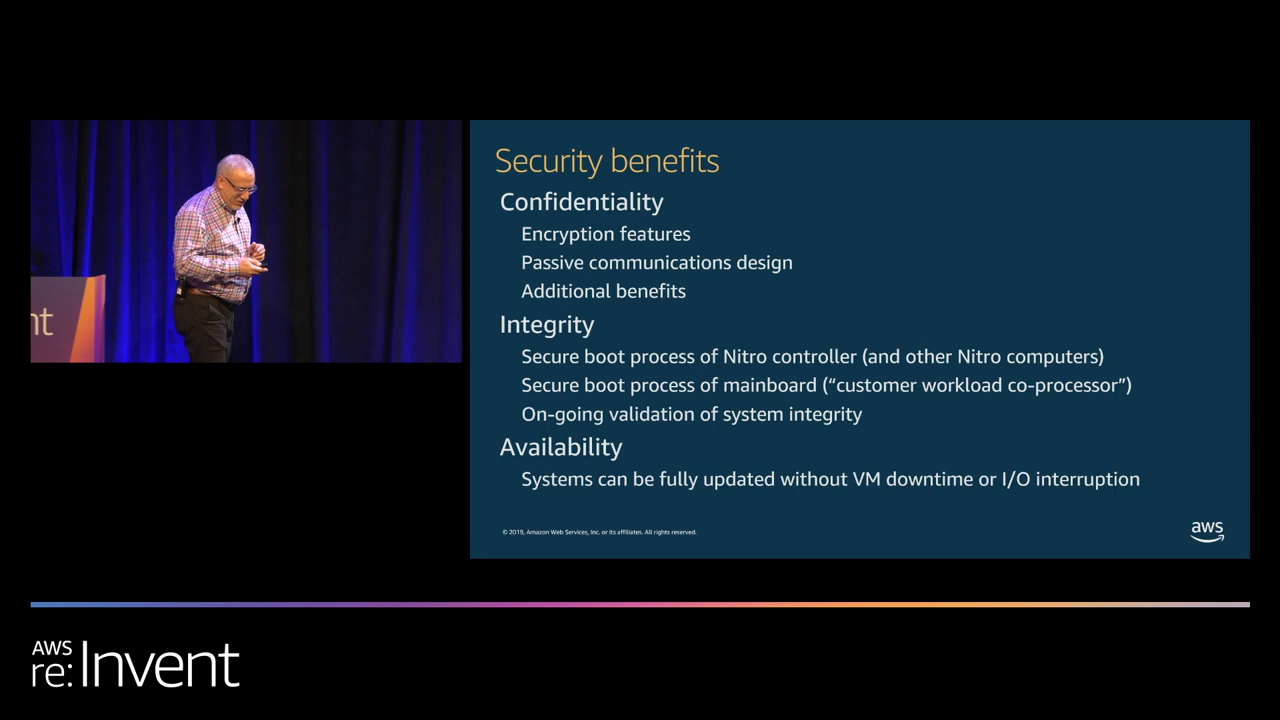 nt
Security benefits
Confidentiality
Encryption features
Passive communications design
Additional benefits
Integrity
Secure boot process of Nitro controller (and other Nitro computers)
Secure boot process of mainboard (“customer workload co-processor”)
On-going validation of system integrity
Availability
Systems can be fully updated without VM downtime or I/O interruption
© 2019, Amazon Web Services, Inc. or its affiliates. All rights reserved.
aws
AWS
re:Invent